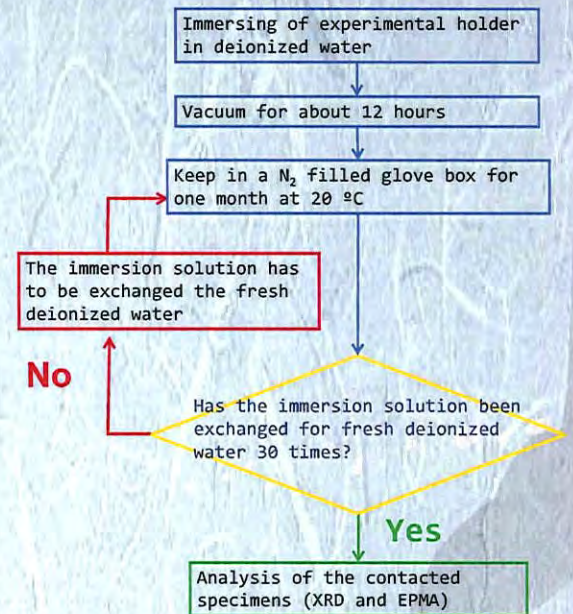 Immersing of experimental holder
in deionized water
Vacuum for about 12 hours
Keep in a N₂ filled glove box for
one month at 20 ºC
The immersion solution has
to be exchanged the fresh
deionized water
No
Has the immersion solution been
exchanged for fresh deionized
water 30 times?
Yes
Analysis of the contacted
specimens (XRD and EPMA)